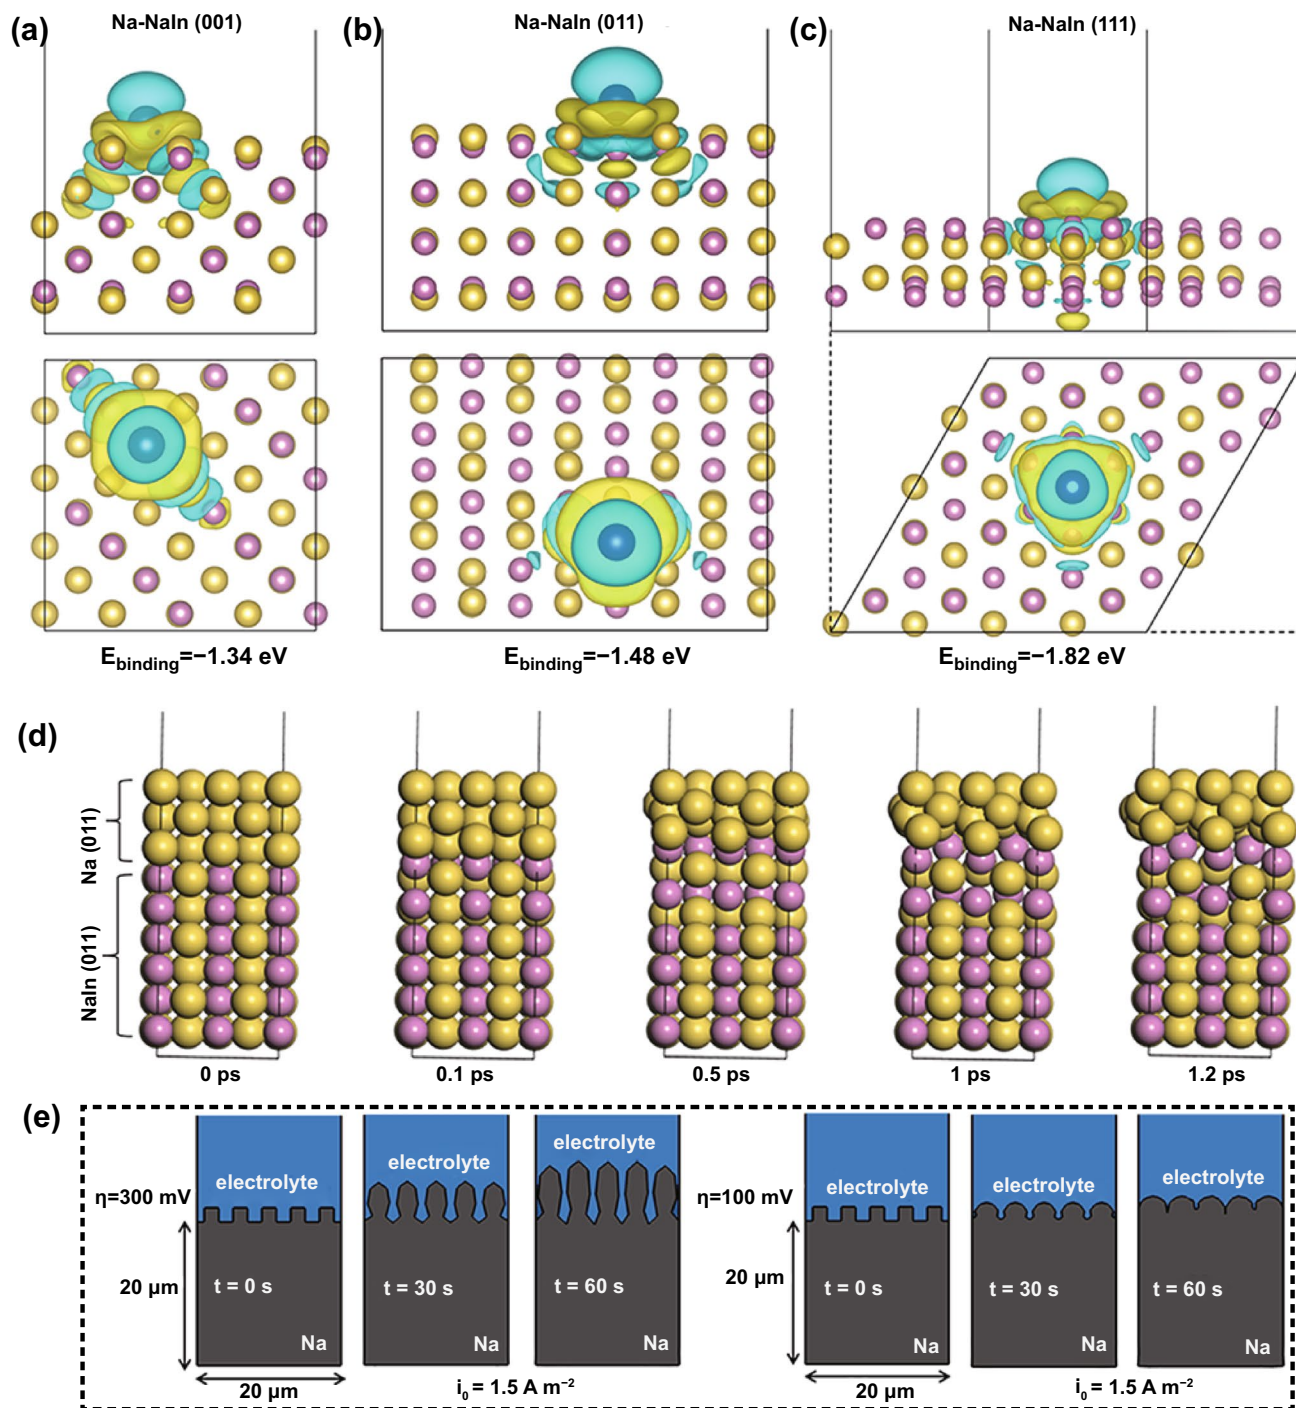 (a)
Na-NaIn (001)
(b)
Na-NaIn (011)
(c)
Na-NaIn (111)
E_binding=−1.34 eV
E_binding=−1.48 eV
E_binding=−1.82 eV
(d)
Na (011)
NaIn (011)
0 ps
0.1 ps
0.5 ps
1 ps
1.2 ps
(e)
η=300 mV
20 µm
electrolyte
t = 0 s
Na
20 µm
electrolyte
t = 30 s
Na
electrolyte
t = 60 s
Na
i₀ = 1.5 A m⁻²
η=100 mV
20 µm
electrolyte
t = 0 s
Na
20 µm
electrolyte
t = 30 s
Na
electrolyte
t = 60 s
Na
i₀ = 1.5 A m⁻²